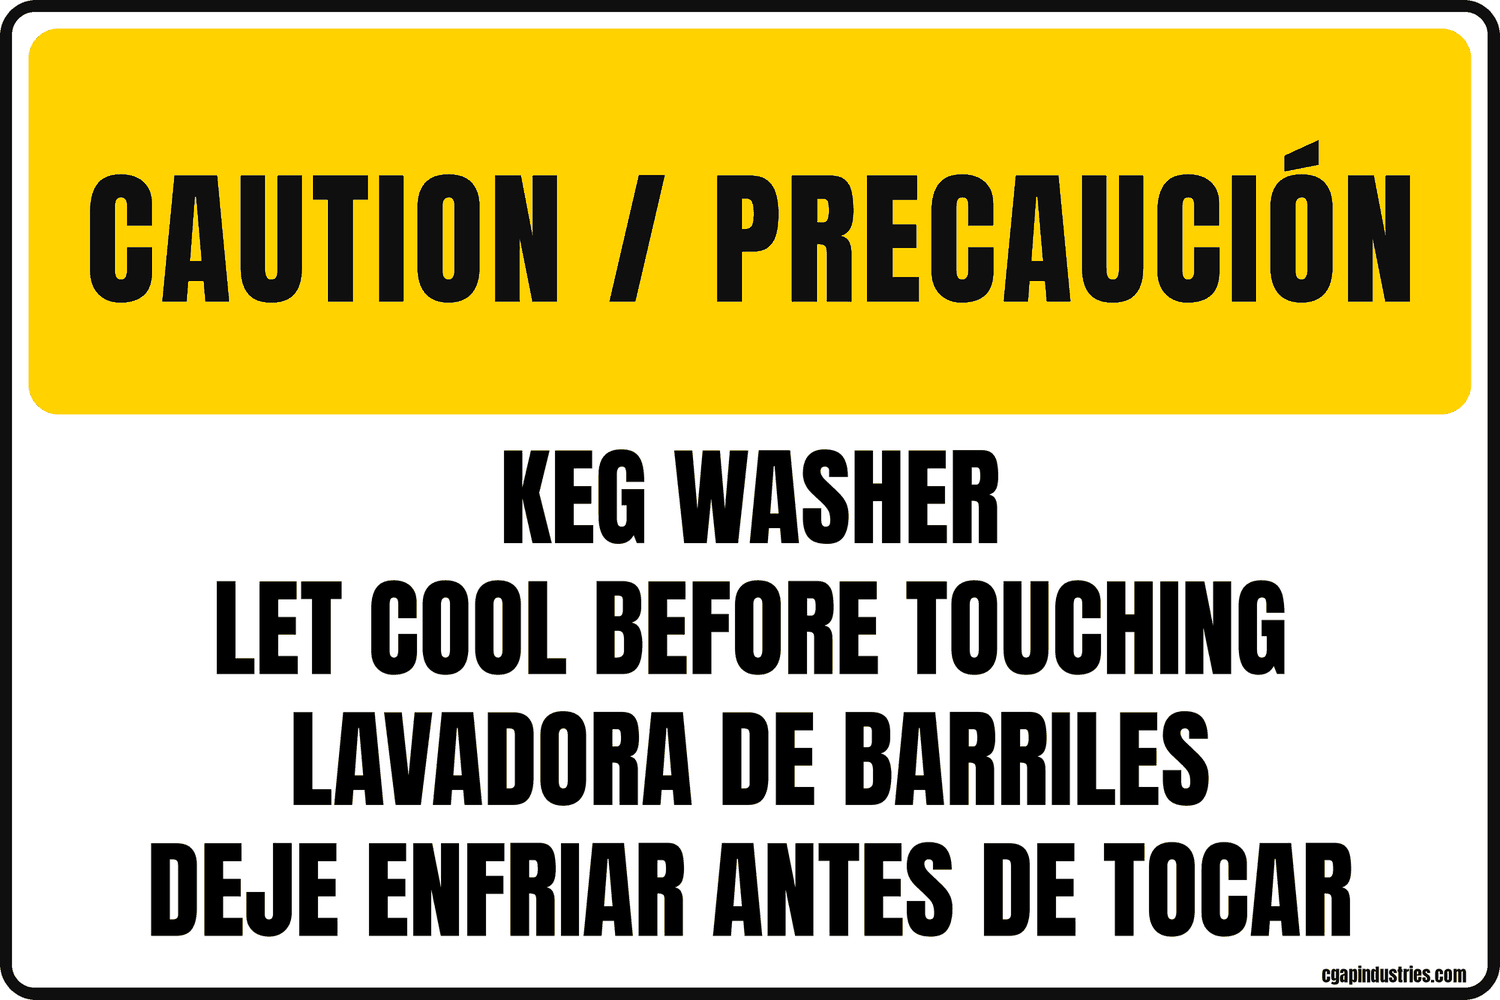 CAUTION / PRECAUCIÓN
KEG WASHER
LET COOL BEFORE TOUCHING
LAVADORA DE BARRILES
DEJE ENFRIAR ANTES DE TOCAR
cgapindustries.com